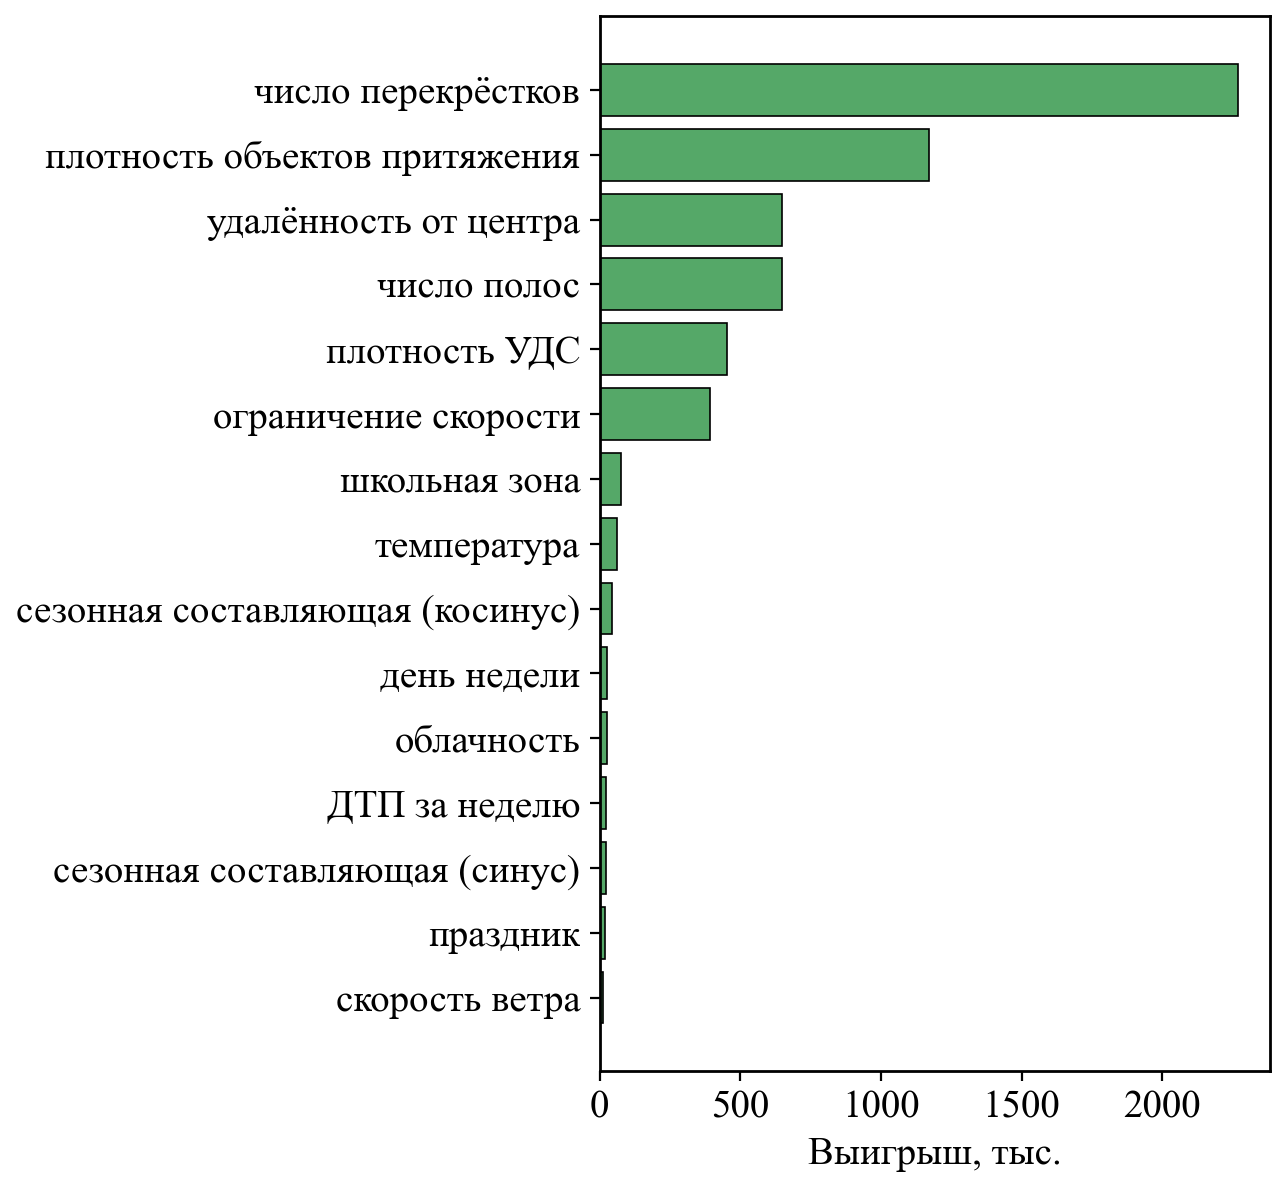 число перекрёстков
плотность объектов притяжения
удалённость от центра
число полос
плотность УДС
ограничение скорости
школьная зона
температура
сезонная составляющая (косинус)
день недели
облачность
ДТП за неделю
сезонная составляющая (синус)
праздник
скорость ветра
0 500 1000 1500 2000
Выигрыш, тыс.